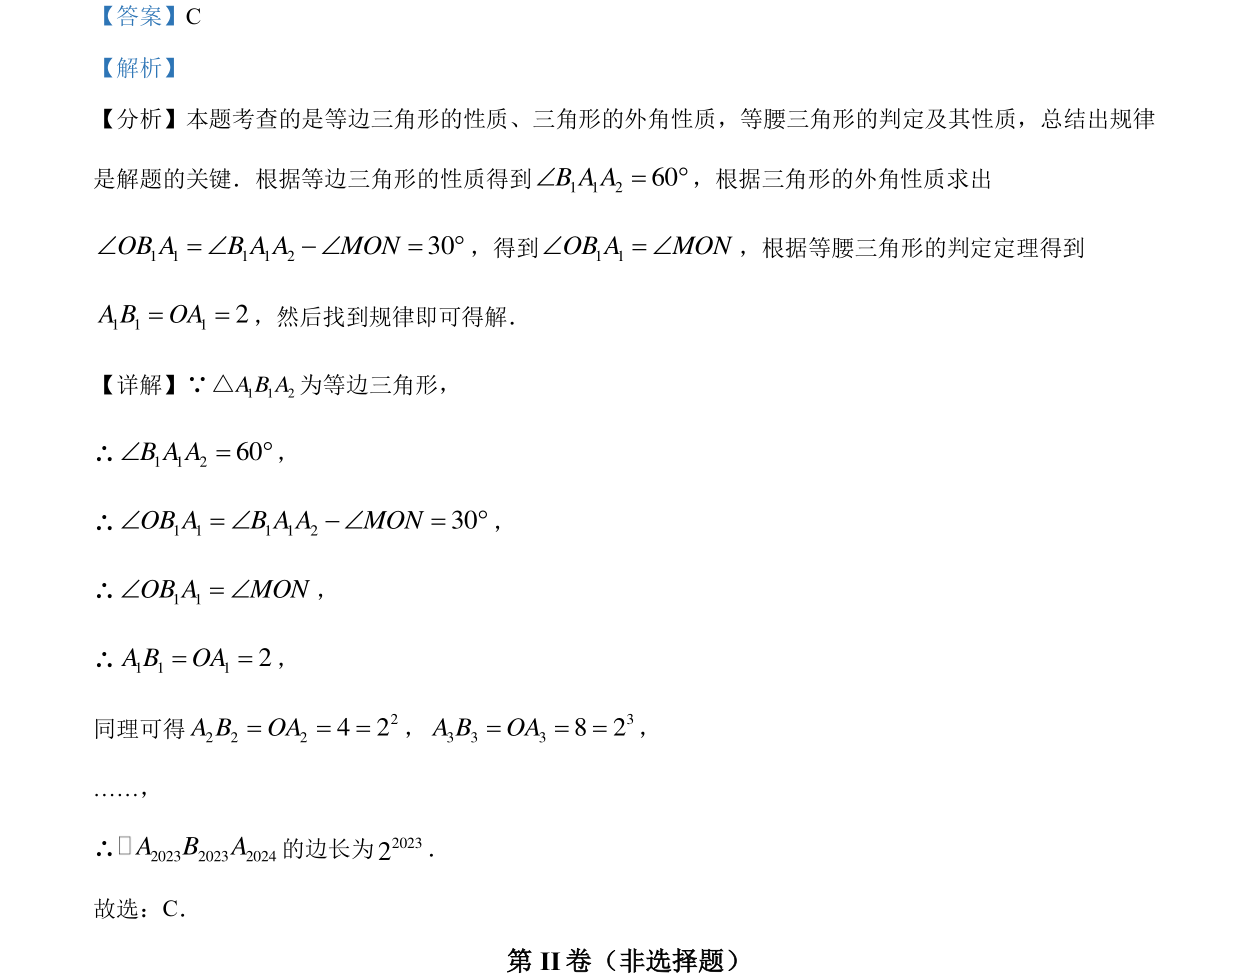 【答案】C
【解析】
【分析】本题考查的是等边三角形的性质、三角形的外角性质，等腰三角形的判定及其性质，总结出规律
是解题的关键．根据等边三角形的性质得到∠B₁A₁A₂＝60°，根据三角形的外角性质求出
∠OB₁A₁＝∠B₁A₁A₂－∠MON＝30°，得到∠OB₁A₁＝∠MON，根据等腰三角形的判定定理得到
A₁B₁＝OA₁＝2，然后找到规律即可得解．
【详解】∵△A₁B₁A₂为等边三角形，
∴∠B₁A₁A₂＝60°，
∴∠OB₁A₁＝∠B₁A₁A₂－∠MON＝30°，
∴∠OB₁A₁＝∠MON，
∴A₁B₁＝OA₁＝2，
同理可得A₂B₂＝OA₂＝4＝2²，A₃B₃＝OA₃＝8＝2³，
……，
∴□A₂₀₂₃B₂₀₂₃A₂₀₂₄的边长为2²⁰²³．
故选：C．
第 II 卷（非选择题）